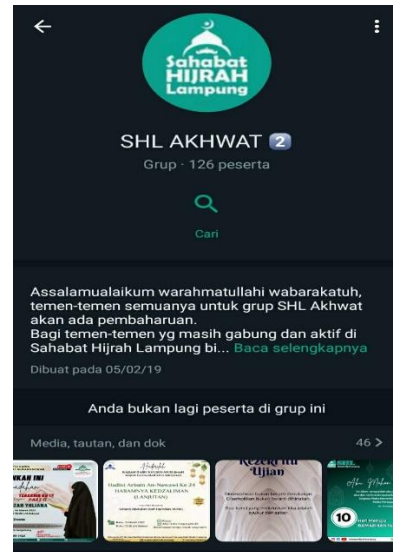 Sahabat
HIJRAH
Lampung
SHL AKHWAT 2
Grup · 126 peserta
Cari
Assalamualaikum warahmatullahi wabarakatuh,
temen-temen semuanya untuk grup SHL Akhwat
akan ada pembaharuan.
Bagi temen-temen yg masih gabung dan aktif di
Sahabat Hijrah Lampung bi... Baca selengkapnya
Dibuat pada 05/02/19
Anda bukan lagi peserta di grup ini
Media, tautan, dan dok 46 >
Hadits Arbain An-Nawawi Ke 24
HARAMNYA KEDZALIMAN
(LANJUTAN)
Rezeki itu
Ujian
10